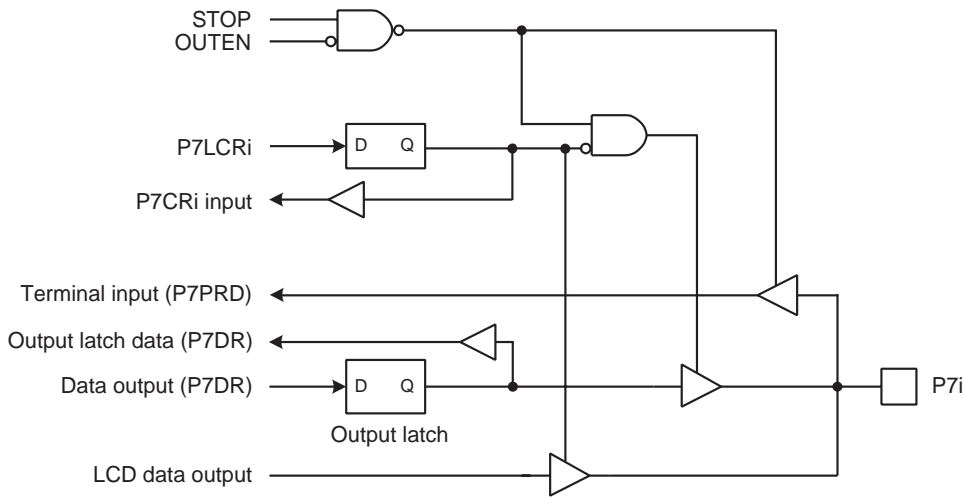 STOP
OUTEN
P7LCRi
D Q
P7CRi input
Terminal input (P7PRD)
Output latch data (P7DR)
Data output (P7DR)
D Q
P7i
Output latch
LCD data output